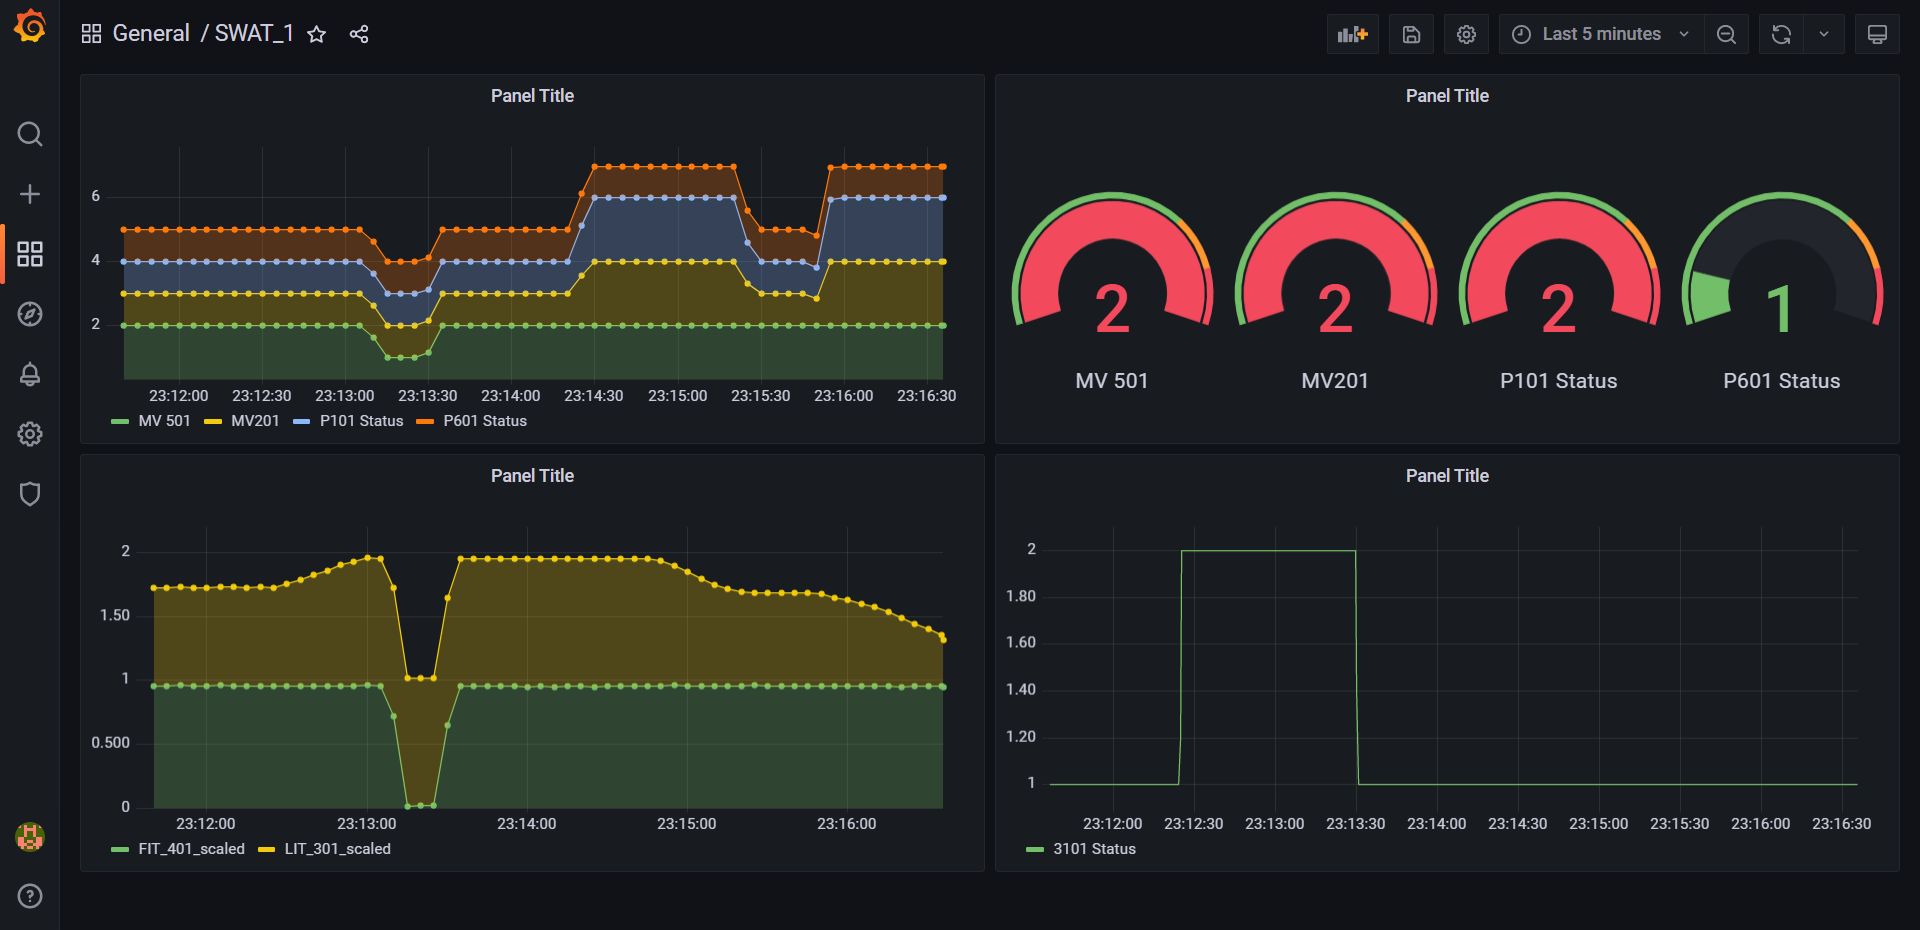 General / SWAT_1
Last 5 minutes
Panel Title
6
4
2
23:12:00 23:12:30 23:13:00 23:13:30 23:14:00 23:14:30 23:15:00 23:15:30 23:16:00 23:16:30
MV 501 MV201 P101 Status P601 Status
Panel Title
2 2 2 1
MV 501 MV201 P101 Status P601 Status
Panel Title
2
1.50
1
0.500
0
23:12:00 23:13:00 23:14:00 23:15:00 23:16:00
FIT_401_scaled LIT_301_scaled
Panel Title
2
1.80
1.60
1.40
1.20
1
23:12:00 23:12:30 23:13:00 23:13:30 23:14:00 23:14:30 23:15:00 23:15:30 23:16:00 23:16:30
3101 Status